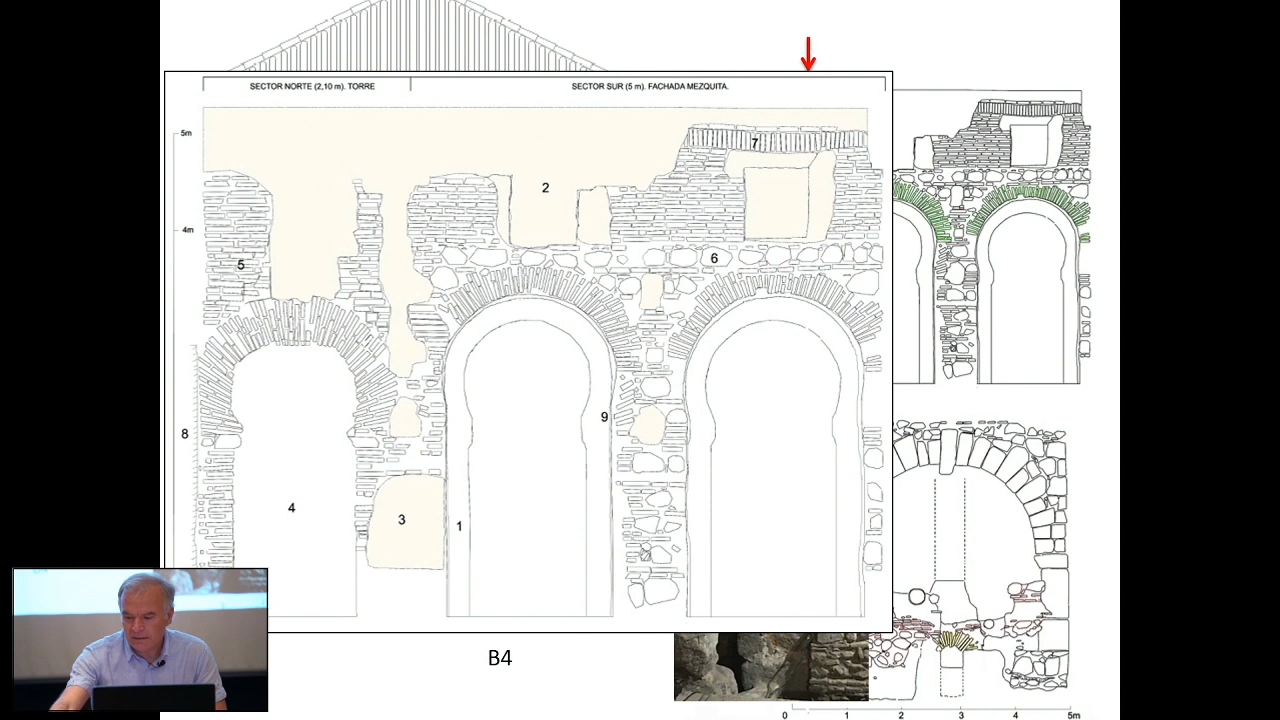 SECTOR NORTE (2,10 m). TORRE
SECTOR SUR (5 m). FACHADA MEZQUITA.
5m
7
2
4m
6
5
9
8
4
3
1
B4
0 1 2 3 4 5m